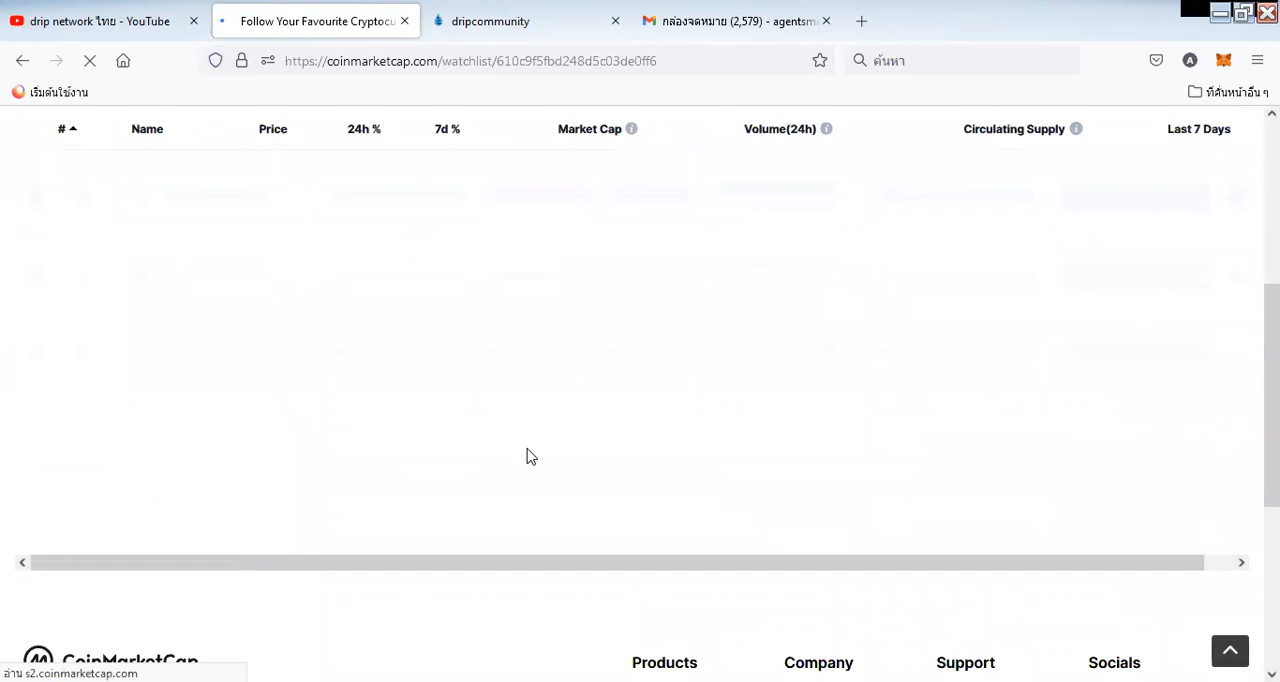 drip network ไทย - YouTube
Follow Your Favourite Cryptocu
dripcommunity
กล่องจดหมาย (2,579) - agentsm
https://coinmarketcap.com/watchlist/610c9f5fbd248d5c03de0ff6
ค้นหา
เริ่มต้นใช้งาน
ที่คั่นหน้าอื่น ๆ
# Name Price 24h % 7d % Market Cap Volume(24h) Circulating Supply Last 7 Days
CoinMarketCap
Products Company Support Socials
อ่าน s2.coinmarketcap.com